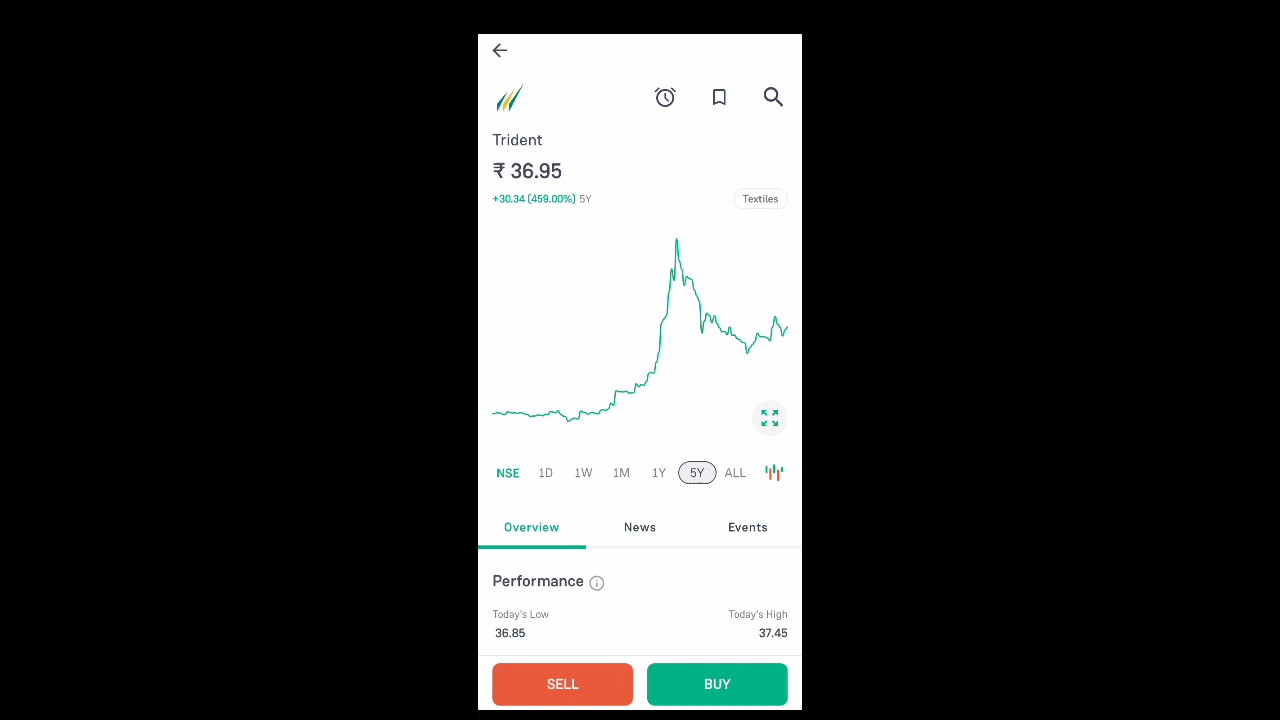 Trident
₹ 36.95
+30.34 (459.00%) 5Y
Textiles
NSE 1D 1W 1M 1Y 5Y ALL
Overview News Events
Performance
Today's Low Today's High
36.85 37.45
SELL BUY